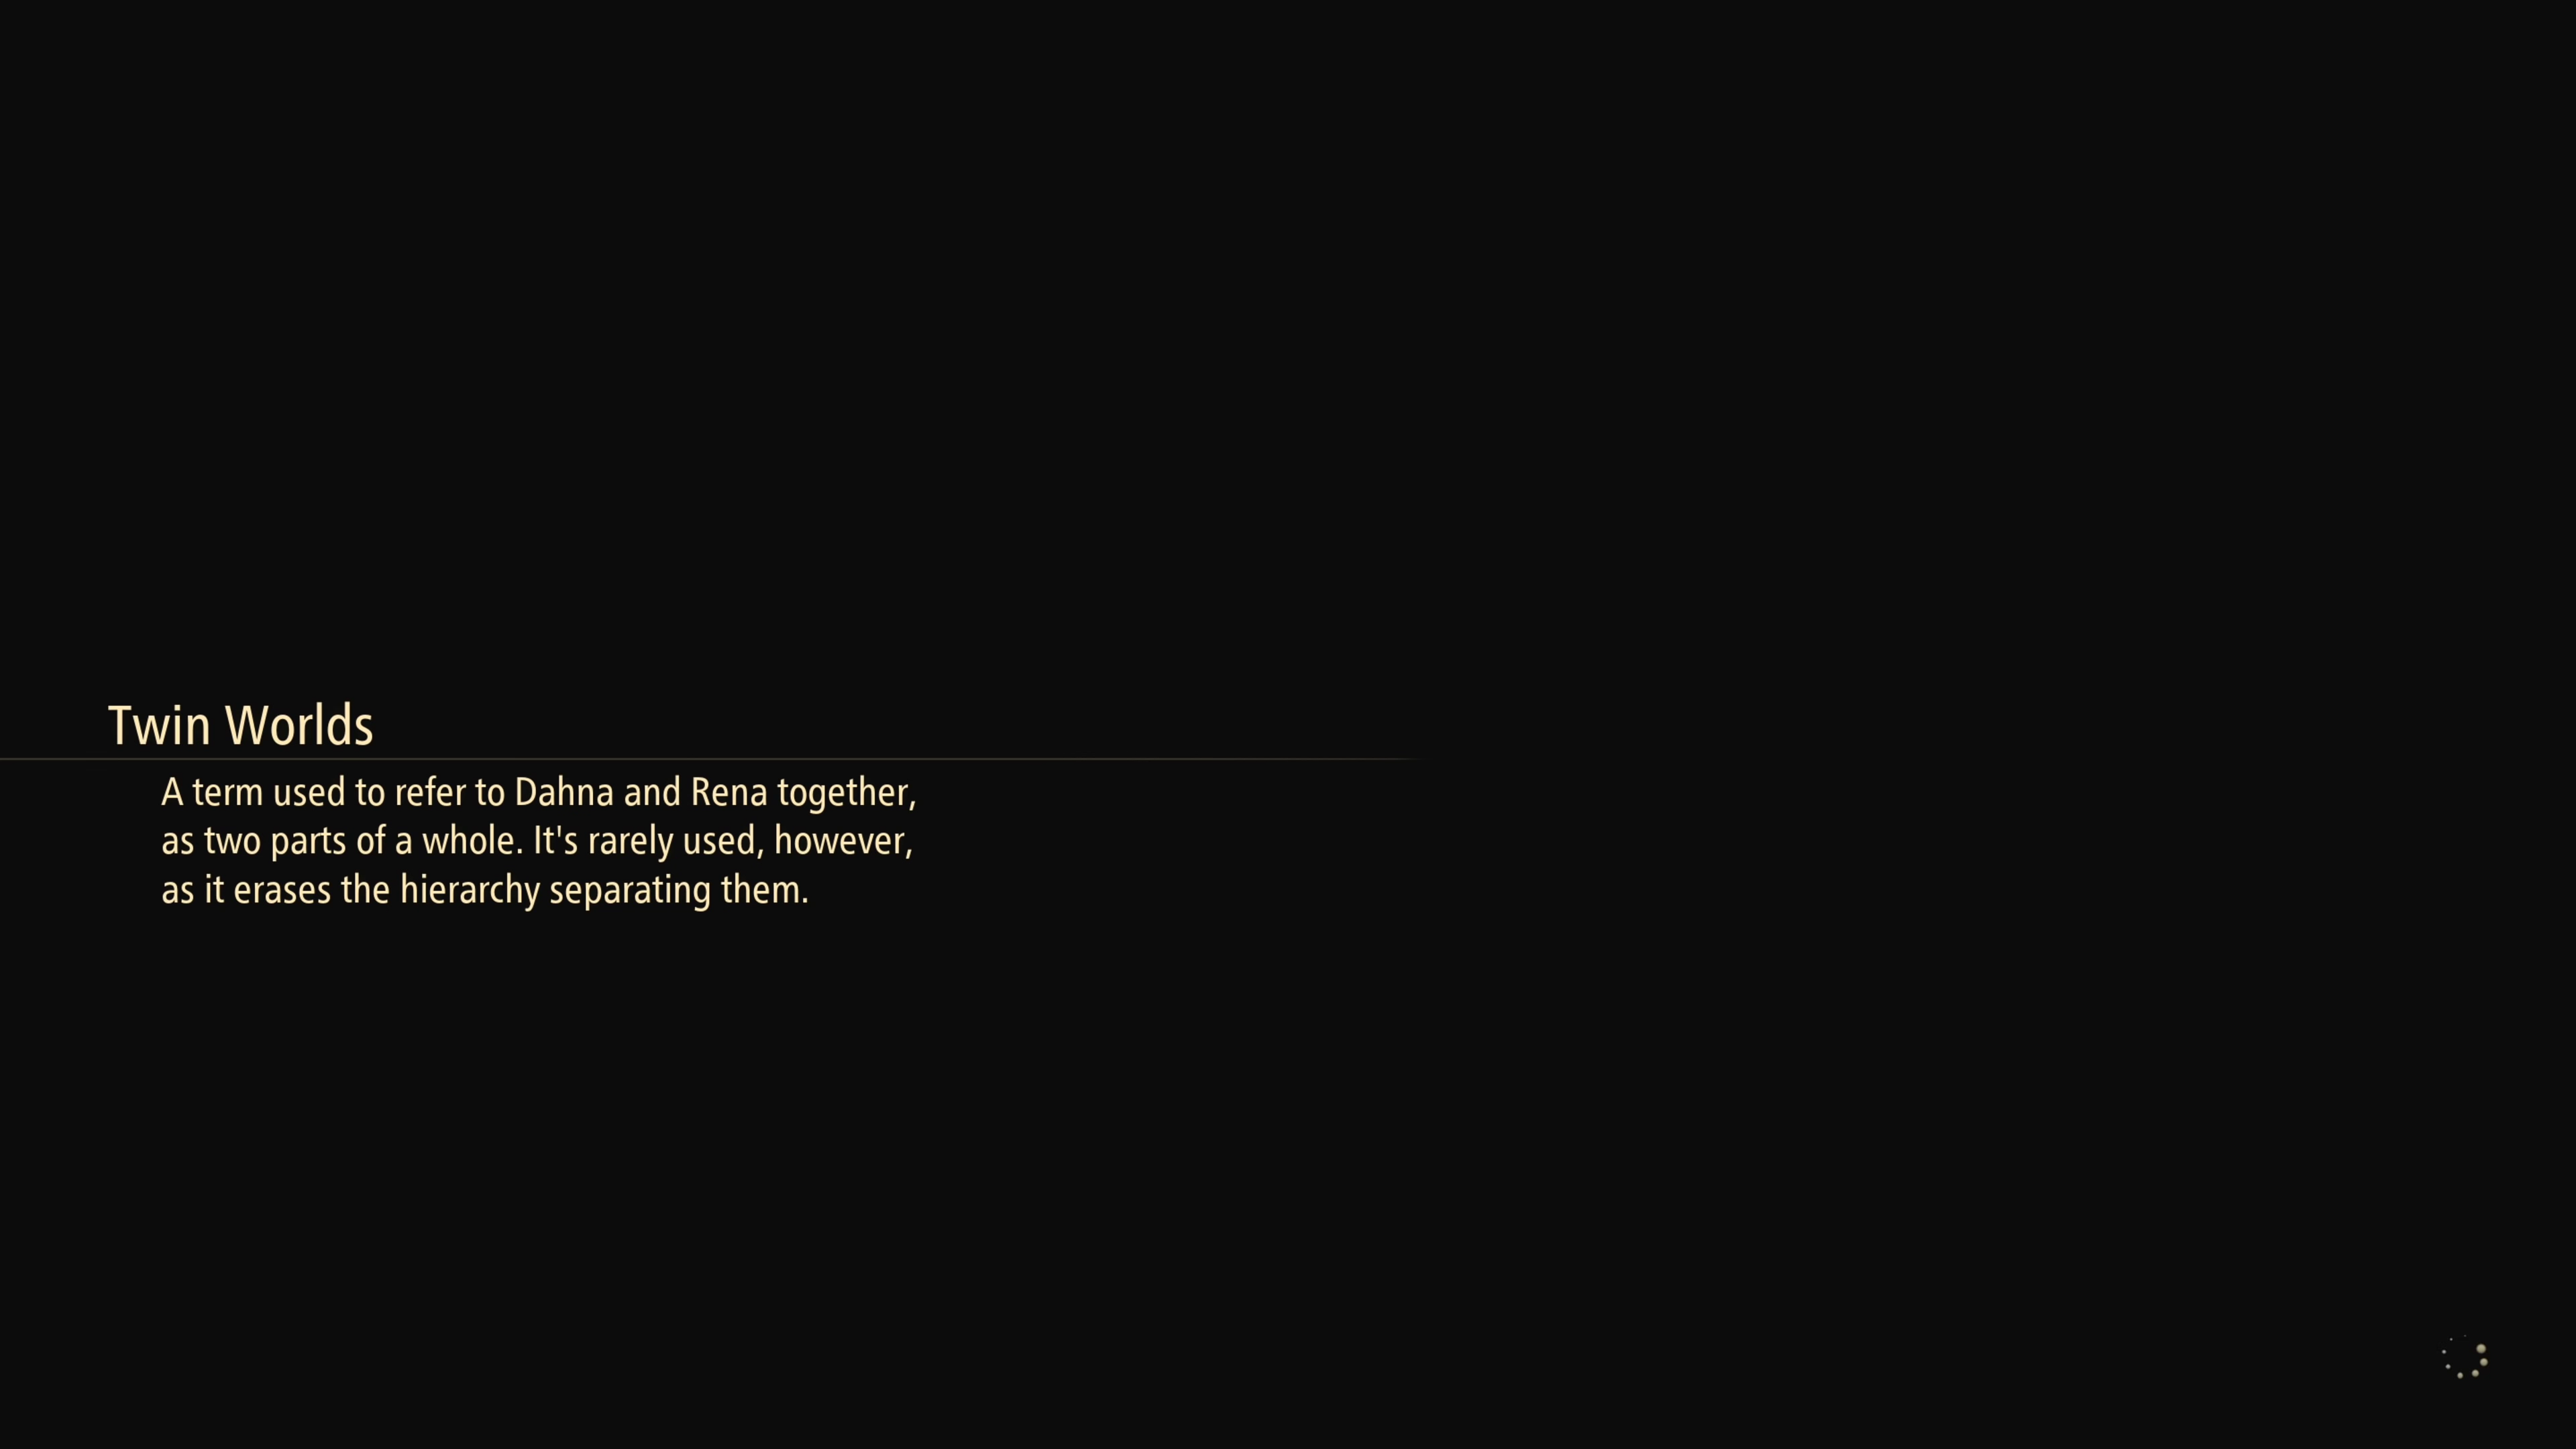 Twin Worlds
A term used to refer to Dahna and Rena together,
as two parts of a whole. It's rarely used, however,
as it erases the hierarchy separating them.